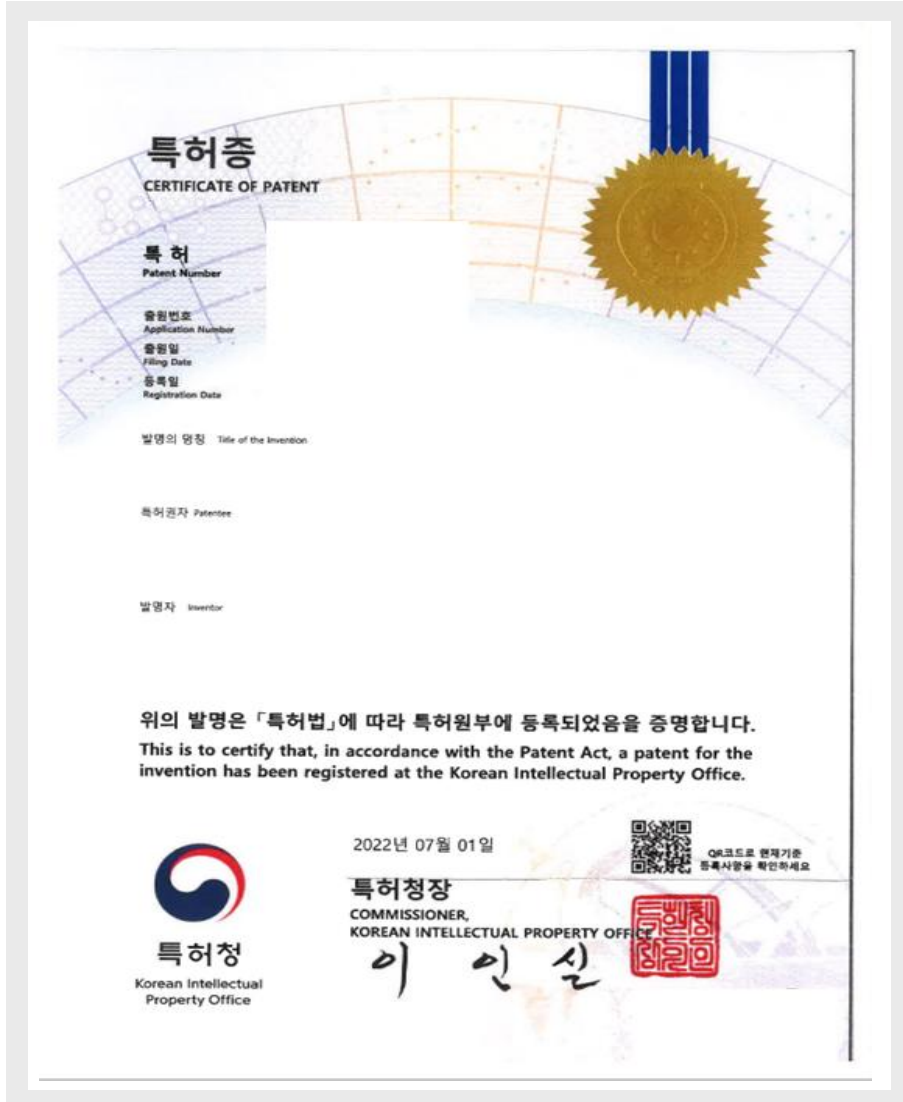 특허증
CERTIFICATE OF PATENT
특 허
Patent Number
출원번호
Application Number
출원일
Filing Date
등록일
Registration Date
발명의 명칭 Title of the Invention
특허권자 Patentee
발명자 Inventor
위의 발명은 「특허법」에 따라 특허원부에 등록되었음을 증명합니다.
This is to certify that, in accordance with the Patent Act, a patent for the
invention has been registered at the Korean Intellectual Property Office.
2022년 07월 01일
QR코드로 현재기준
등록사항을 확인하세요
특허청장
COMMISSIONER,
KOREAN INTELLECTUAL PROPERTY OFFICE
이 인 실
특허청
Korean Intellectual
Property Office